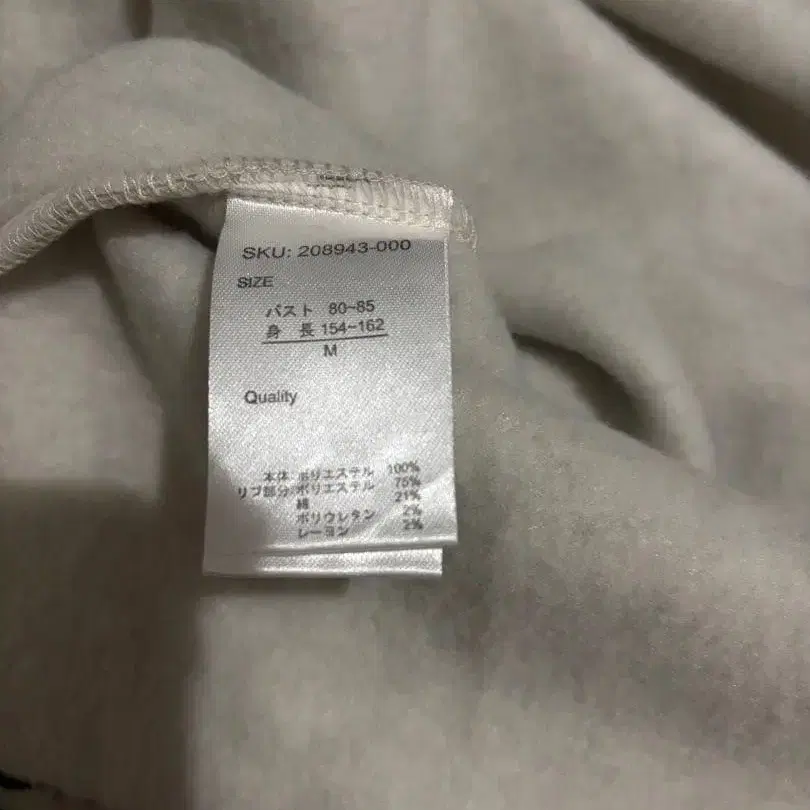 SKU: 208943-000
SIZE
バスト 80~85
身 長 154~162
M
Quality
本体:ポリエステル 100%
リブ部分:ポリエステル 75%
綿 21%
ポリウレタン 2%
レーヨン 2%